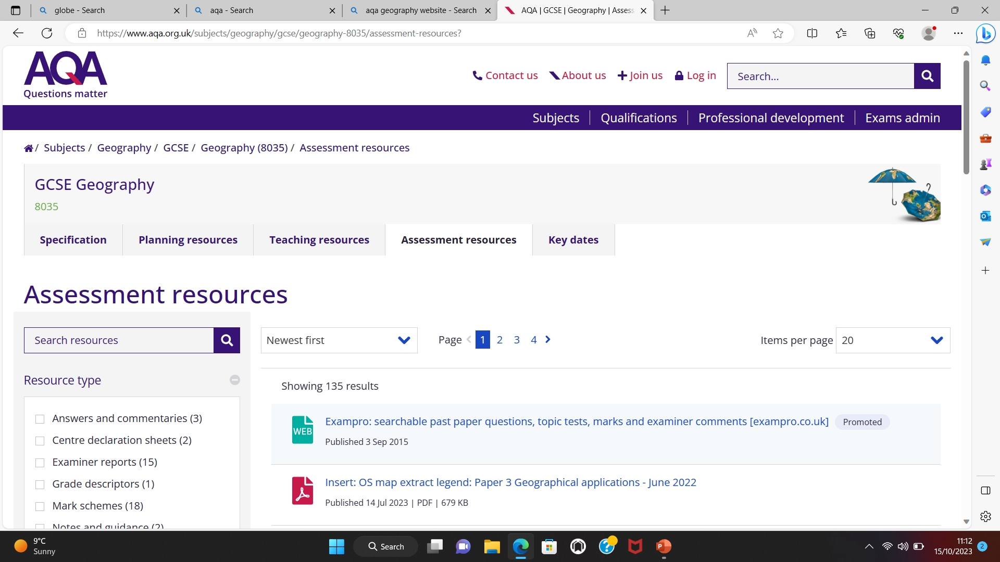 globe - Search
aqa - Search
aqa geography website - Search
AQA | GCSE | Geography | Assess
https://www.aqa.org.uk/subjects/geography/gcse/geography-8035/assessment-resources?
AQA
Questions matter
Contact us
About us
Join us
Log in
Search...
Subjects
Qualifications
Professional development
Exams admin
/ Subjects / Geography / GCSE / Geography (8035) / Assessment resources
GCSE Geography
8035
Specification
Planning resources
Teaching resources
Assessment resources
Key dates
Assessment resources
Search resources
Newest first
Page 1 2 3 4
Items per page 20
Resource type
Showing 135 results
Answers and commentaries (3)
Centre declaration sheets (2)
Examiner reports (15)
Grade descriptors (1)
Mark schemes (18)
Notes and guidance (2)
WEB
Exampro: searchable past paper questions, topic tests, marks and examiner comments [exampro.co.uk]
Promoted
Published 3 Sep 2015
Insert: OS map extract legend: Paper 3 Geographical applications - June 2022
Published 14 Jul 2023 | PDF | 679 KB
9°C
Sunny
Search
11:12
15/10/2023
2